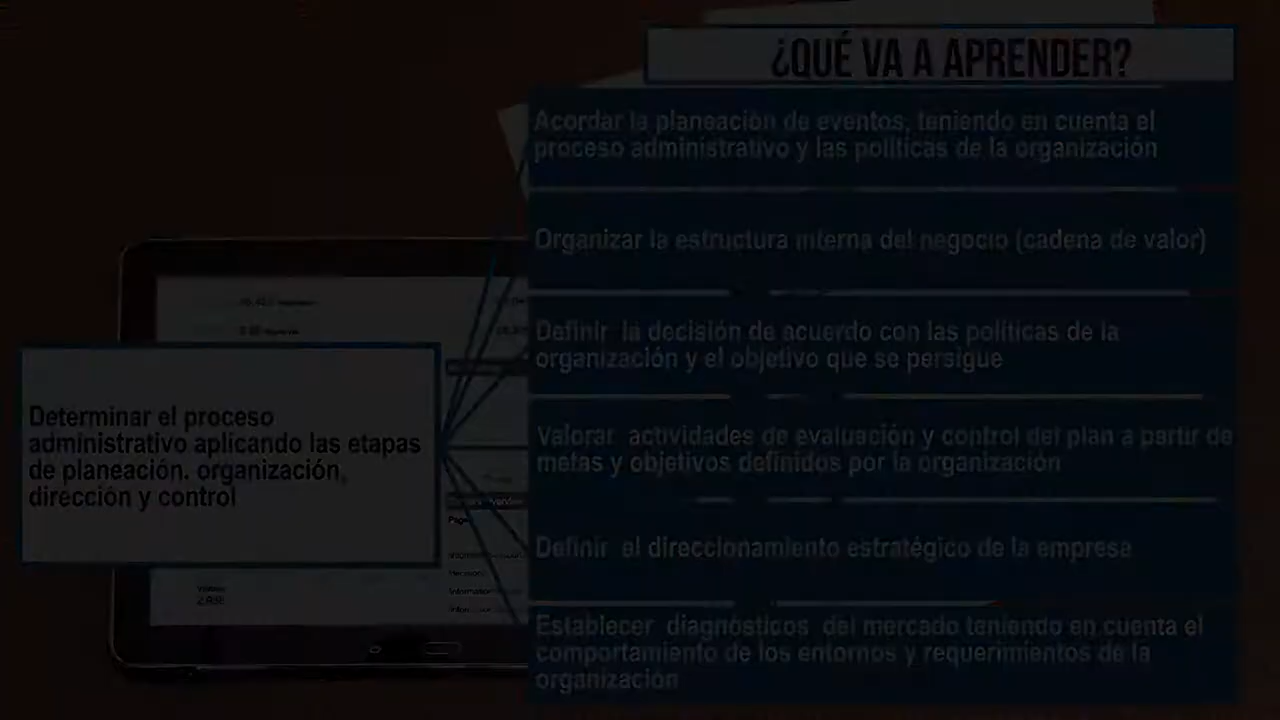 ¿QUÉ VA A APRENDER?
Acordar la planeación de eventos, teniendo en cuenta el
proceso administrativo y las políticas de la organización
Organizar la estructura interna del negocio (cadena de valor)
Definir la decisión de acuerdo con las políticas de la
organización y el objetivo que se persigue
Determinar el proceso
administrativo aplicando las etapas
de planeación. organización,
dirección y control
Valorar actividades de evaluación y control del plan a partir de
metas y objetivos definidos por la organización
Definir el direccionamiento estratégico de la empresa
Establecer diagnósticos del mercado teniendo en cuenta el
comportamiento de los entornos y requerimientos de la
organización